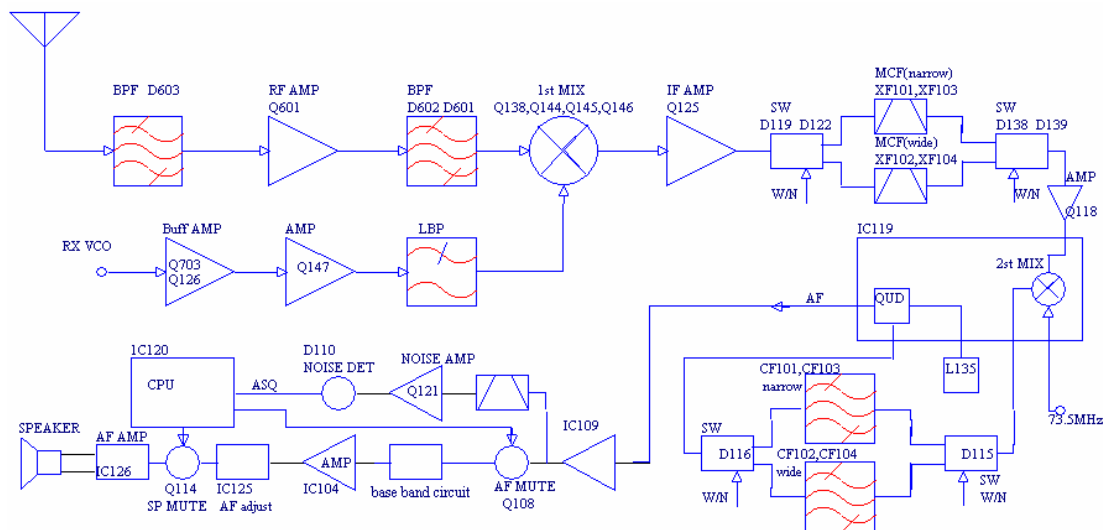 BPF D603
RF AMP
Q601
BPF
D602 D601
1st MIX
Q138,Q144,Q145,Q146
IF AMP
Q125
SW
D119 D122
MCF(narrow)
XF101,XF103
MCF(wide)
XF102,XF104
SW
D138 D139
W/N
W/N
AMP
Q118
RX VCO
Buff AMP
Q703
Q126
AMP
Q147
LBP
IC119
2st MIX
QUD
AF
L135
73.5MHz
1C120
CPU
ASQ
D110
NOISE DET
NOISE AMP
Q121
IC109
CF101,CF103
narrow
SW
D116
W/N
CF102,CF104
wide
D115
SW
W/N
SPEAKER
AF AMP
IC126
Q114
SP MUTE
IC125
AF adjust
AMP
IC104
base band circuit
AF MUTE
Q108